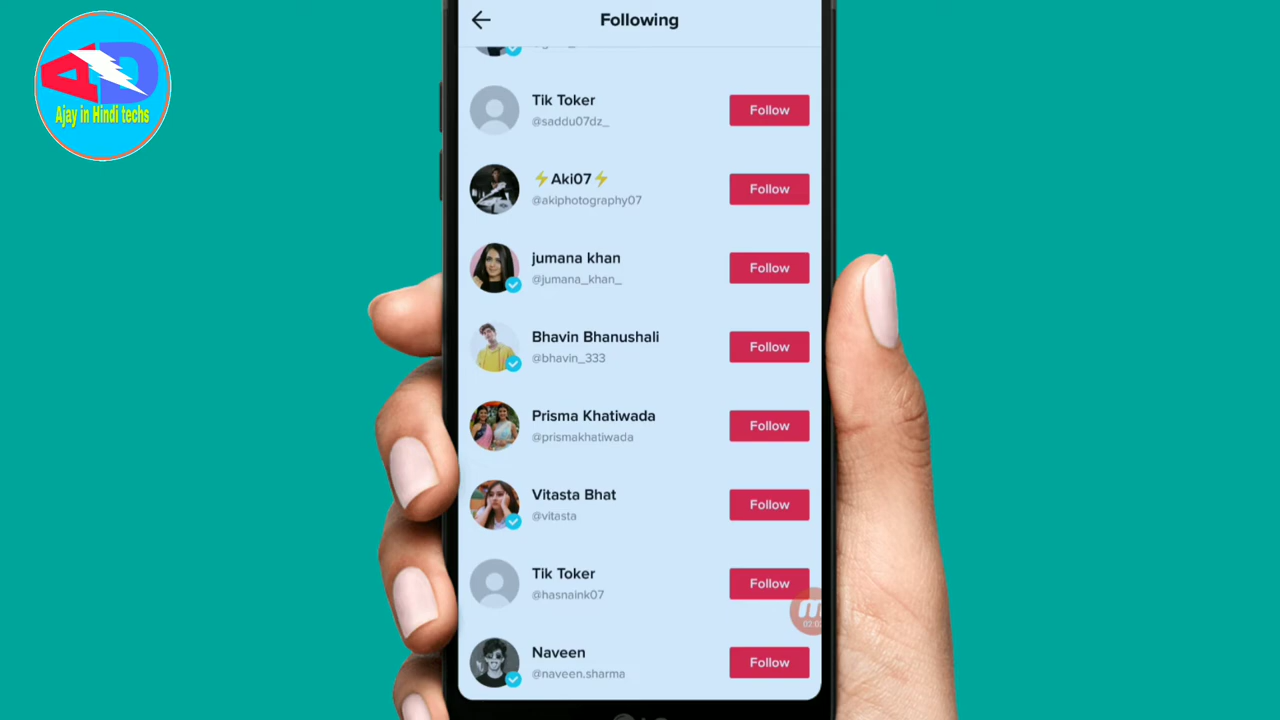 AD
Ajay in Hindi techs
Following
Tik Toker
@saddu07dz_
Follow
⚡Aki07⚡
@akiphotography07
Follow
jumana khan
@jumana_khan_
Follow
Bhavin Bhanushali
@bhavin_333
Follow
Prisma Khatiwada
@prismakhatiwada
Follow
Vitasta Bhat
@vitasta
Follow
Tik Toker
@hasnaink07
Follow
Naveen
@naveen.sharma
Follow